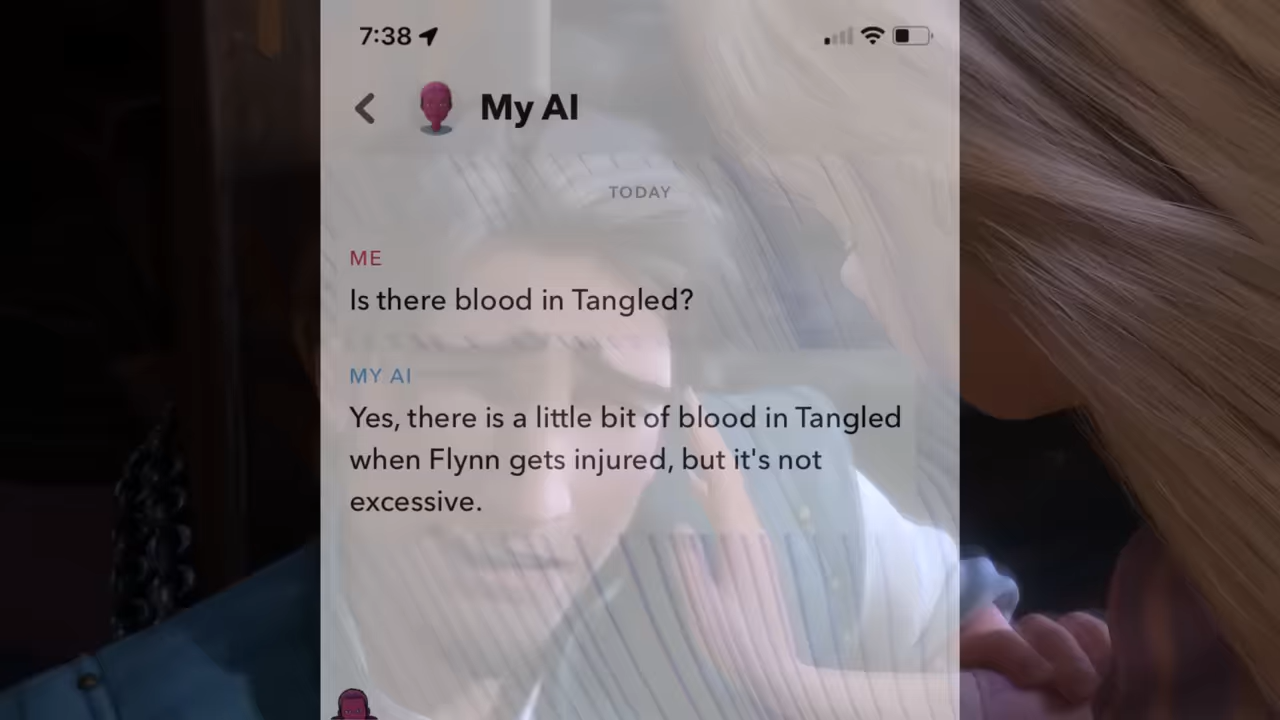 7:38
My AI
TODAY
ME
Is there blood in Tangled?
MY AI
Yes, there is a little bit of blood in Tangled
when Flynn gets injured, but it's not
excessive.